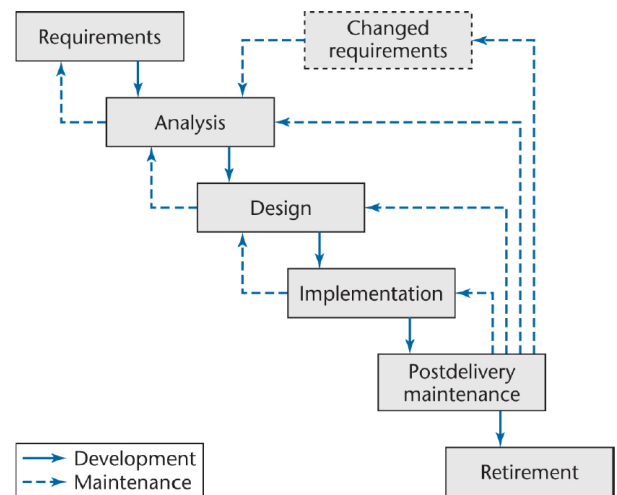 Requirements
Changed
requirements
Analysis
Design
Implementation
Postdelivery
maintenance
Retirement
Development
Maintenance